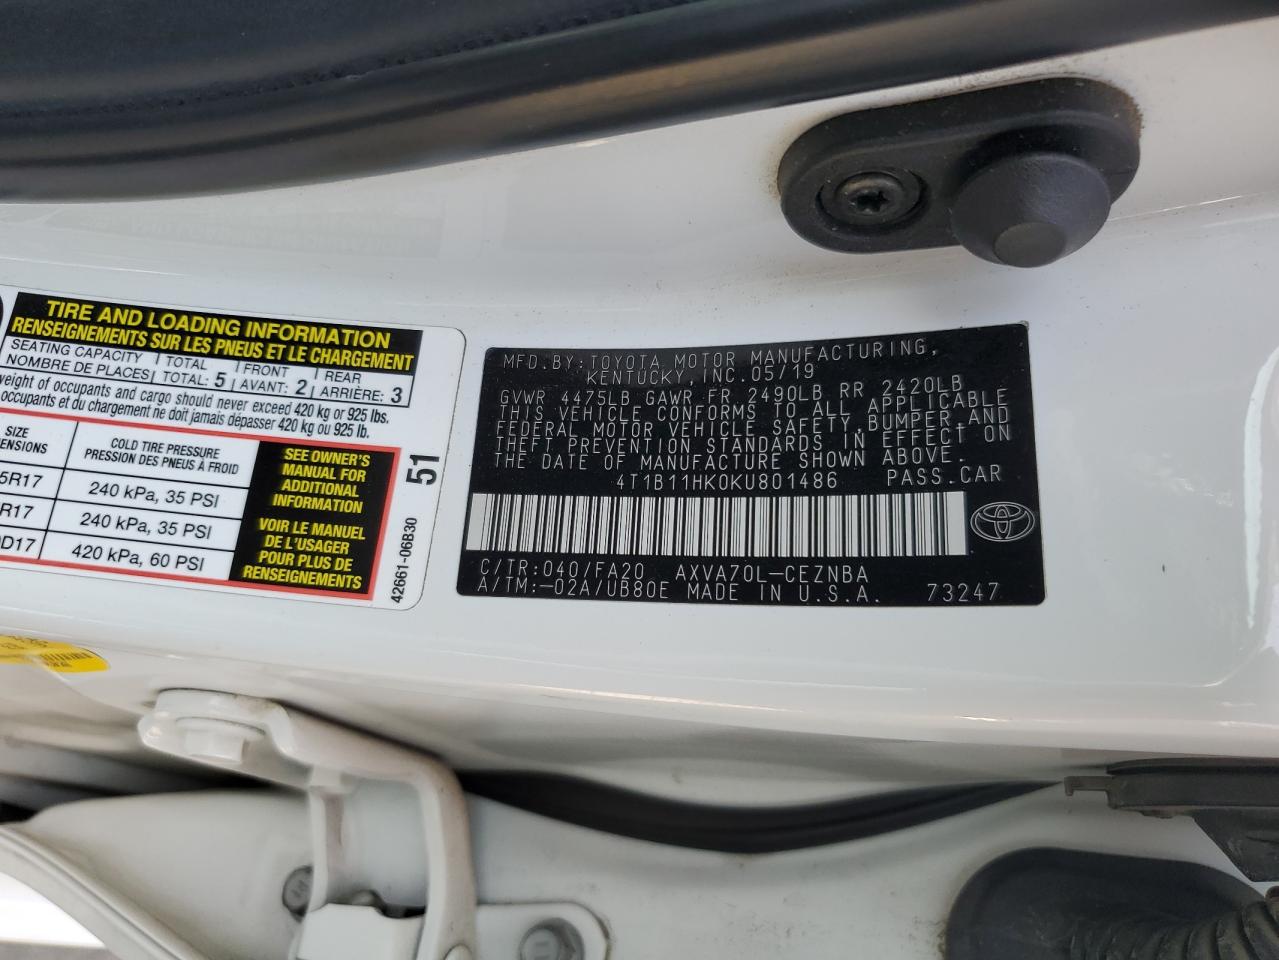 TIRE AND LOADING INFORMATION
RENSEIGNEMENTS SUR LES PNEUS ET LE CHARGEMENT
SEATING CAPACITY
NOMBRE DE PLACES
TOTAL
TOTAL: 5
FRONT
AVANT: 2
REAR
ARRIÈRE: 3
weight of occupants and cargo should never exceed 420 kg or 925 lbs.
occupants et du chargement ne doit jamais dépasser 420 kg ou 925 lb.
SIZE
COLD TIRE PRESSURE
PRESSION DES PNEUS À FROID
5R17
240 kPa, 35 PSI
R17
240 kPa, 35 PSI
D17
420 kPa, 60 PSI
SEE OWNER'S
MANUAL FOR
ADDITIONAL
INFORMATION
VOIR LE MANUEL
DE L'USAGER
POUR PLUS DE
RENSEIGNEMENTS
51
42661-06B30
MFD.BY:TOYOTA MOTOR MANUFACTURING,
KENTUCKY,INC.05/19
GVWR 4475LB GAWR FR 2490LB RR 2420LB
THIS VEHICLE CONFORMS TO ALL APPLICABLE
FEDERAL MOTOR VEHICLE SAFETY,BUMPER,AND
THEFT PREVENTION STANDARDS IN EFFECT ON
THE DATE OF MANUFACTURE SHOWN ABOVE.
4T1B11HK0KU801486 PASS.CAR
C/TR:040/FA20 AXVA70L-CEZNBA
A/TM:-02A/UB80E MADE IN U.S.A. 73247